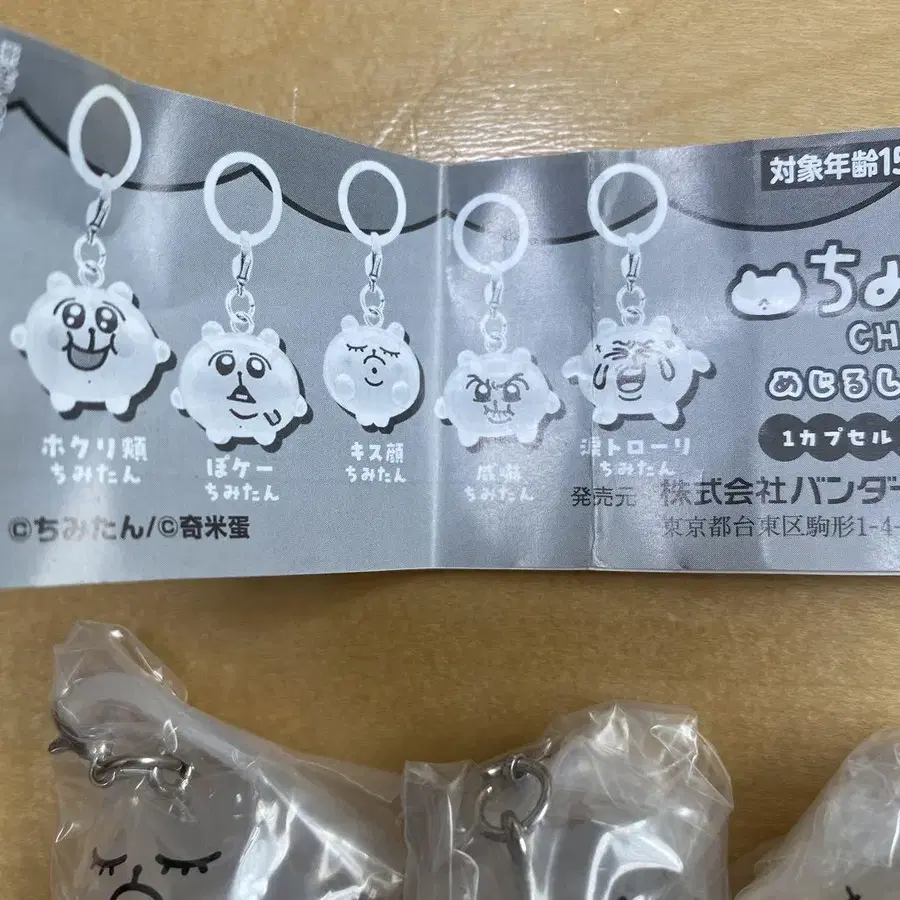 対象年齢15
ちみ
CH
めじるし
1カプセル
ホクリ頬
ちみたん
ぽケー
ちみたん
キス顔
ちみたん
ちみたん
涙トローリ
ちみたん
発売元 株式会社バンダ
東京都台東区駒形1-4-
©ちみたん/©奇米蛋